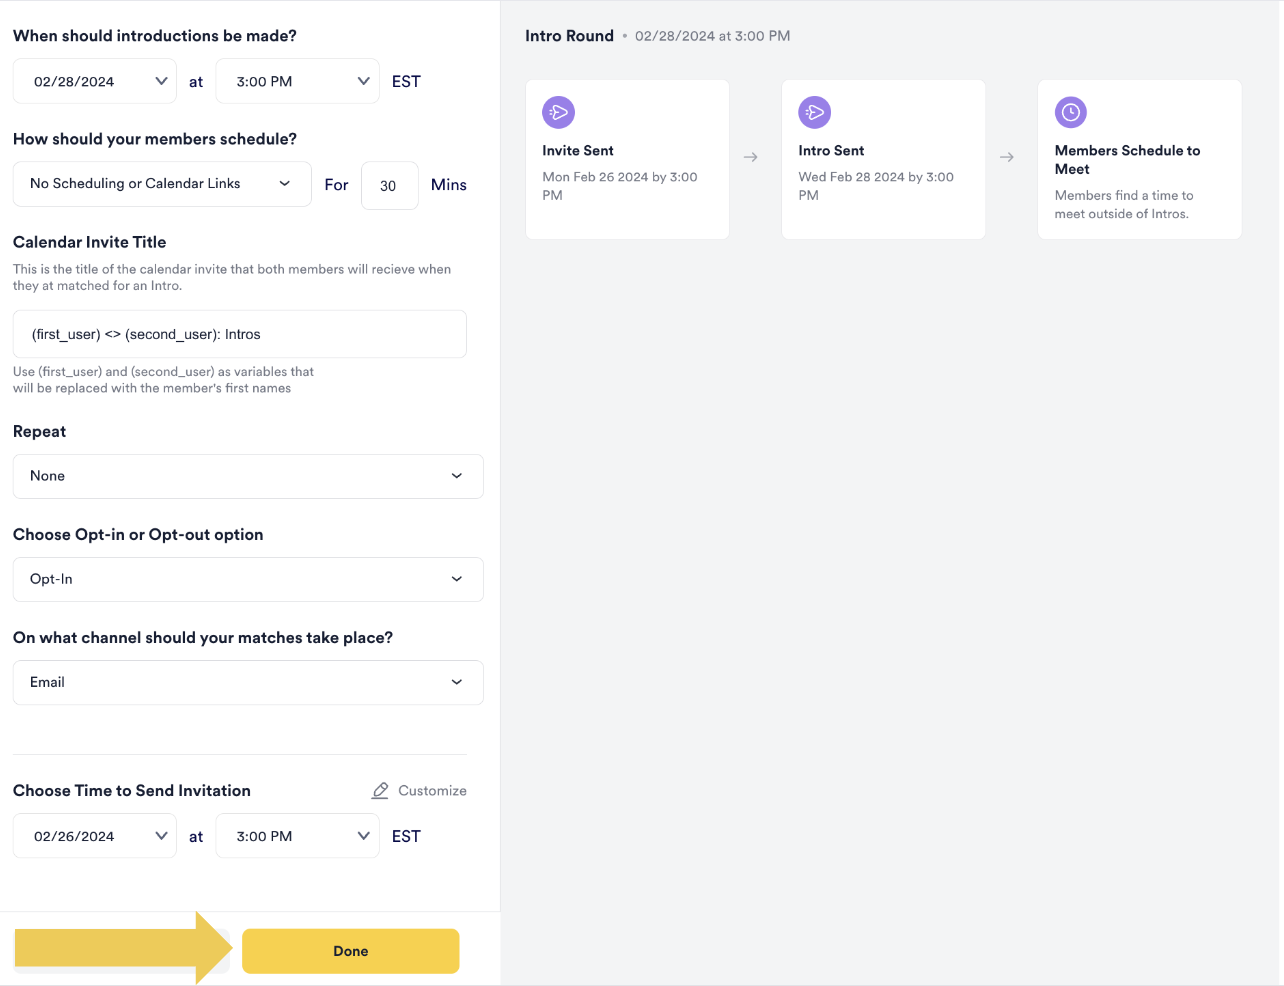 When should introductions be made?
02/28/2024 at 3:00 PM EST
How should your members schedule?
No Scheduling or Calendar Links For 30 Mins
Calendar Invite Title
This is the title of the calendar invite that both members will recieve when
they at matched for an Intro.
(first_user) <> (second_user): Intros
Use (first_user) and (second_user) as variables that
will be replaced with the member's first names
Repeat
None
Choose Opt-in or Opt-out option
Opt-In
On what channel should your matches take place?
Email
Choose Time to Send Invitation Customize
02/26/2024 at 3:00 PM EST
Done
Intro Round • 02/28/2024 at 3:00 PM
Invite Sent
Mon Feb 26 2024 by 3:00
PM
Intro Sent
Wed Feb 28 2024 by 3:00
PM
Members Schedule to
Meet
Members find a time to
meet outside of Intros.